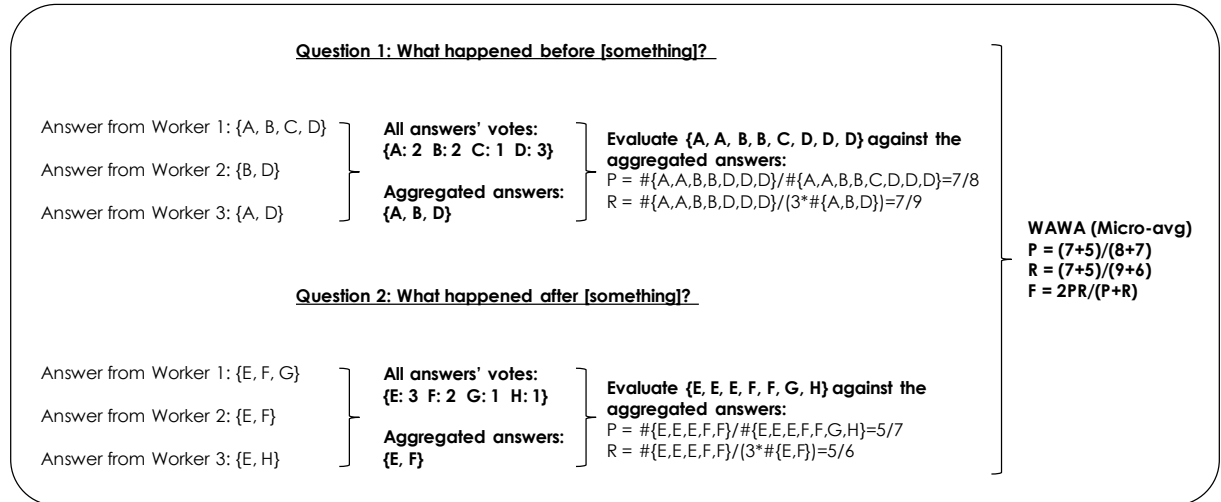 Question 1: What happened before [something]?
Answer from Worker 1: {A, B, C, D}
Answer from Worker 2: {B, D}
Answer from Worker 3: {A, D}
All answers’ votes:
{A: 2 B: 2 C: 1 D: 3}
Aggregated answers:
{A, B, D}
Evaluate {A, A, B, B, C, D, D, D} against the
aggregated answers:
P = #{A,A,B,B,D,D,D}/#{A,A,B,B,C,D,D,D}=7/8
R = #{A,A,B,B,D,D,D}/(3*#{A,B,D})=7/9
Question 2: What happened after [something]?
Answer from Worker 1: {E, F, G}
Answer from Worker 2: {E, F}
Answer from Worker 3: {E, H}
All answers’ votes:
{E: 3 F: 2 G: 1 H: 1}
Aggregated answers:
{E, F}
Evaluate {E, E, E, F, F, G, H} against the
aggregated answers:
P = #{E,E,E,F,F}/#{E,E,E,F,F,G,H}=5/7
R = #{E,E,E,F,F}/(3*#{E,F})=5/6
WAWA (Micro-avg)
P = (7+5)/(8+7)
R = (7+5)/(9+6)
F = 2PR/(P+R)